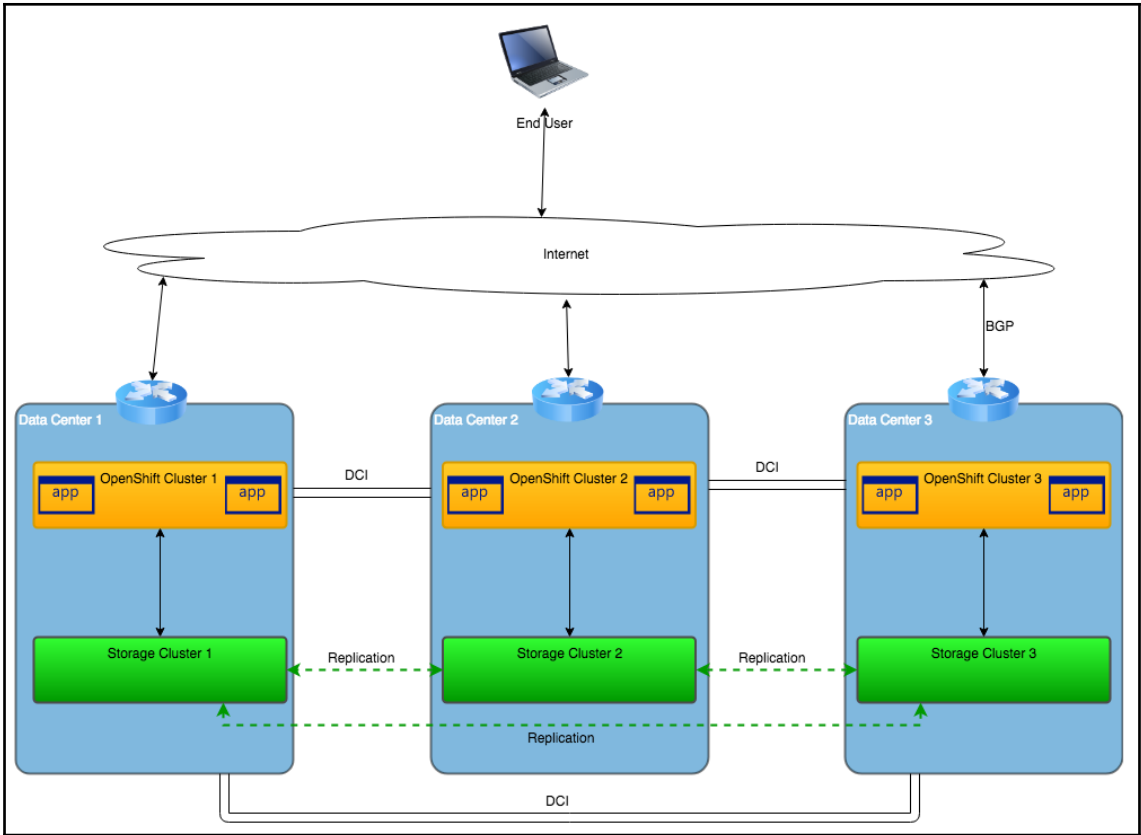 End User
Internet
BGP
Data Center 1
Data Center 2
Data Center 3
OpenShift Cluster 1
app
app
DCI
OpenShift Cluster 2
app
app
DCI
OpenShift Cluster 3
app
app
Storage Cluster 1
Replication
Storage Cluster 2
Replication
Storage Cluster 3
Replication
DCI